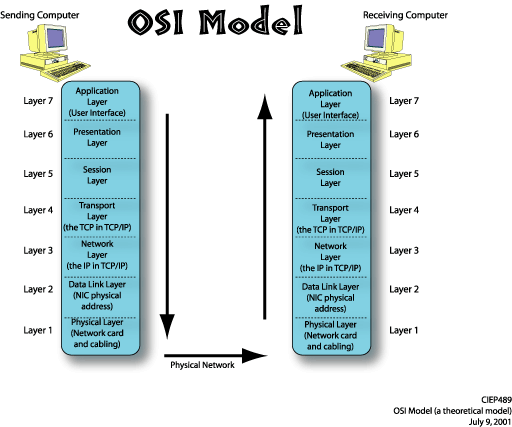 OSI Model
Sending Computer
Receiving Computer
Layer 7
Application
Layer
(User Interface)
Layer 6
Presentation
Layer
Layer 5
Session
Layer
Layer 4
Transport
Layer
(the TCP in TCP/IP)
Layer 3
Network
Layer
(the IP in TCP/IP)
Layer 2
Data Link Layer
(NIC physical
address)
Layer 1
Physical Layer
(Network card
and cabling)
Physical Network
Application
Layer
(User Interface)
Layer 7
Presentation
Layer
Layer 6
Session
Layer
Layer 5
Transport
Layer
(the TCP in TCP/IP)
Layer 4
Network
Layer
(the IP in TCP/IP)
Layer 3
Data Link Layer
(NIC physical
address)
Layer 2
Physical Layer
(Network card
and cabling)
Layer 1
CIEP489
OSI Model (a theoretical model)
July 9, 2001